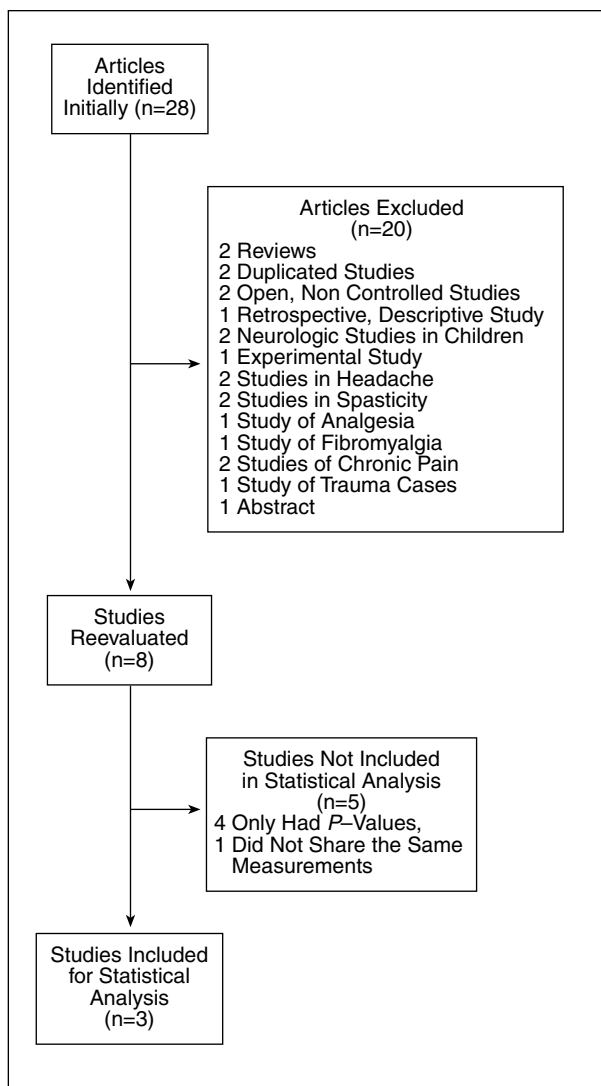 Articles
Identified
Initially (n=28)
Articles Excluded
(n=20)
2 Reviews
2 Duplicated Studies
2 Open, Non Controlled Studies
1 Retrospective, Descriptive Study
2 Neurologic Studies in Children
1 Experimental Study
2 Studies in Headache
2 Studies in Spasticity
1 Study of Analgesia
1 Study of Fibromyalgia
2 Studies of Chronic Pain
1 Study of Trauma Cases
1 Abstract
Studies
Reevaluated
(n=8)
Studies Not Included
in Statistical Analysis
(n=5)
4 Only Had P–Values,
1 Did Not Share the Same
Measurements
Studies Included
for Statistical
Analysis
(n=3)